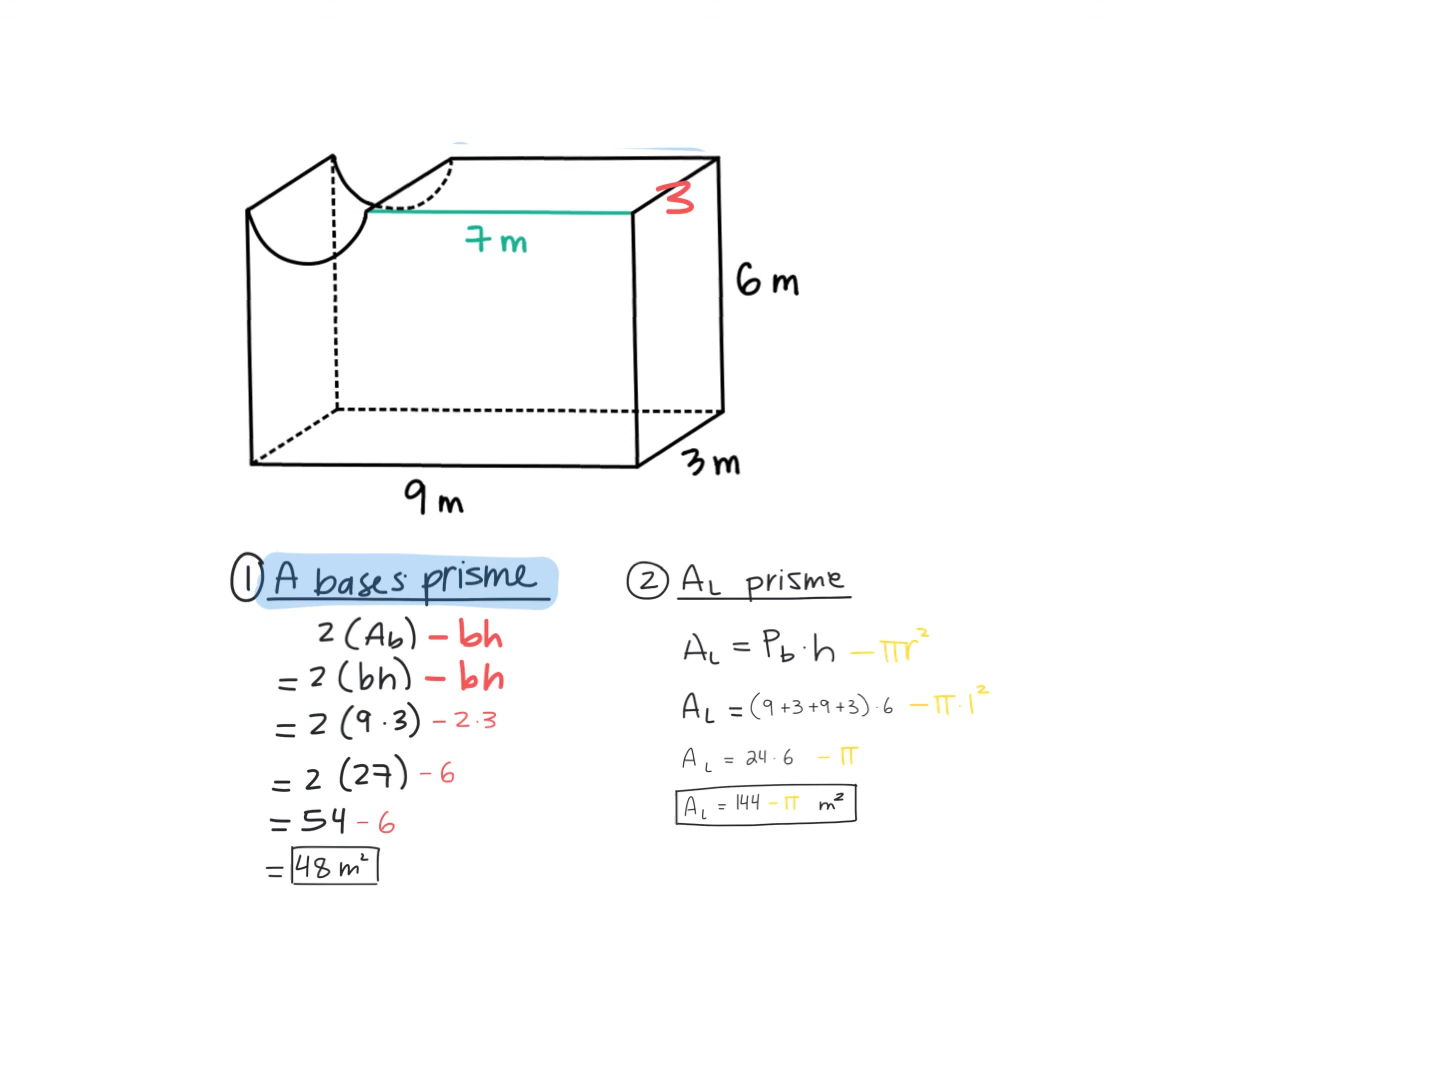 3
7 m
6 m
3 m
9 m
① A bases prisme
2 (Ab) - bh
= 2 (bh) - bh
= 2 (9 · 3) - 2·3
= 2 (27) - 6
= 54 - 6
= 48 m²
② AL prisme
AL = Pb · h - πr²
AL = (9+3+9+3) · 6 - π·1²
AL = 24 · 6 - π
AL = 144 - π m²